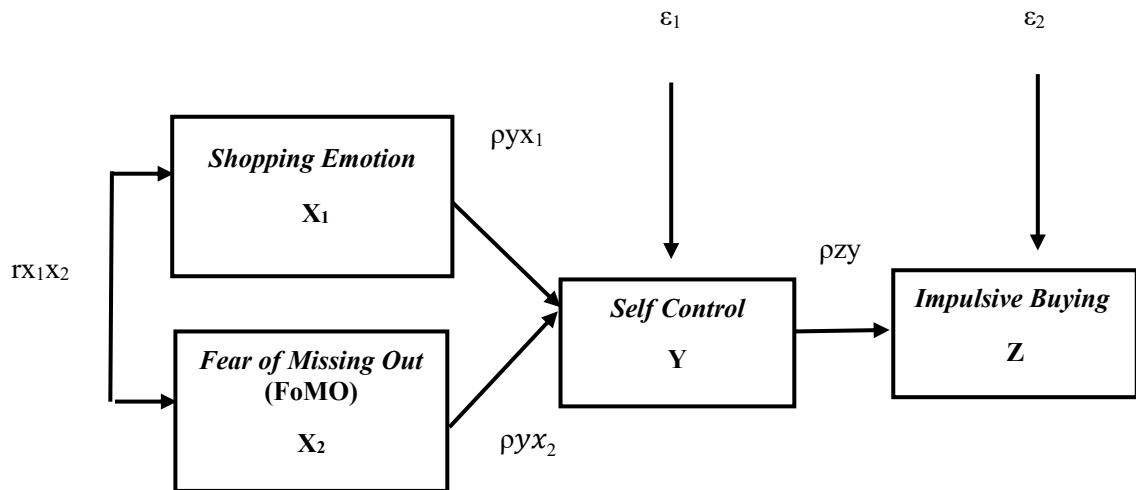 ε₁
ε₂
ρyx₁
Shopping Emotion
X₁
rx₁x₂
ρzy
Self Control
Y
Impulsive Buying
Z
Fear of Missing Out
(FoMO)
X₂
ρyx₂